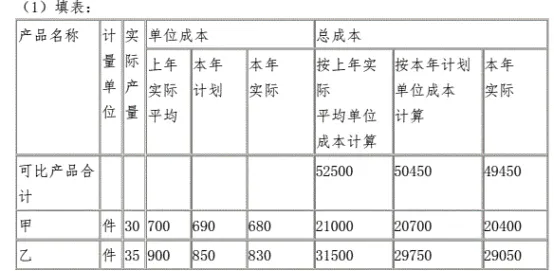 （1）填表：
产品名称 计 实 单位成本 总成本
量 际 上年 本年 本年 按上年实 按本年计划 本年
单 产 实际 计划 实际 际 单位成本 实际
位 量 平均 平均单位 计算
成本计算
可比产品合 52500 50450 49450
计
甲 件 30 700 690 680 21000 20700 20400
乙 件 35 900 850 830 31500 29750 29050